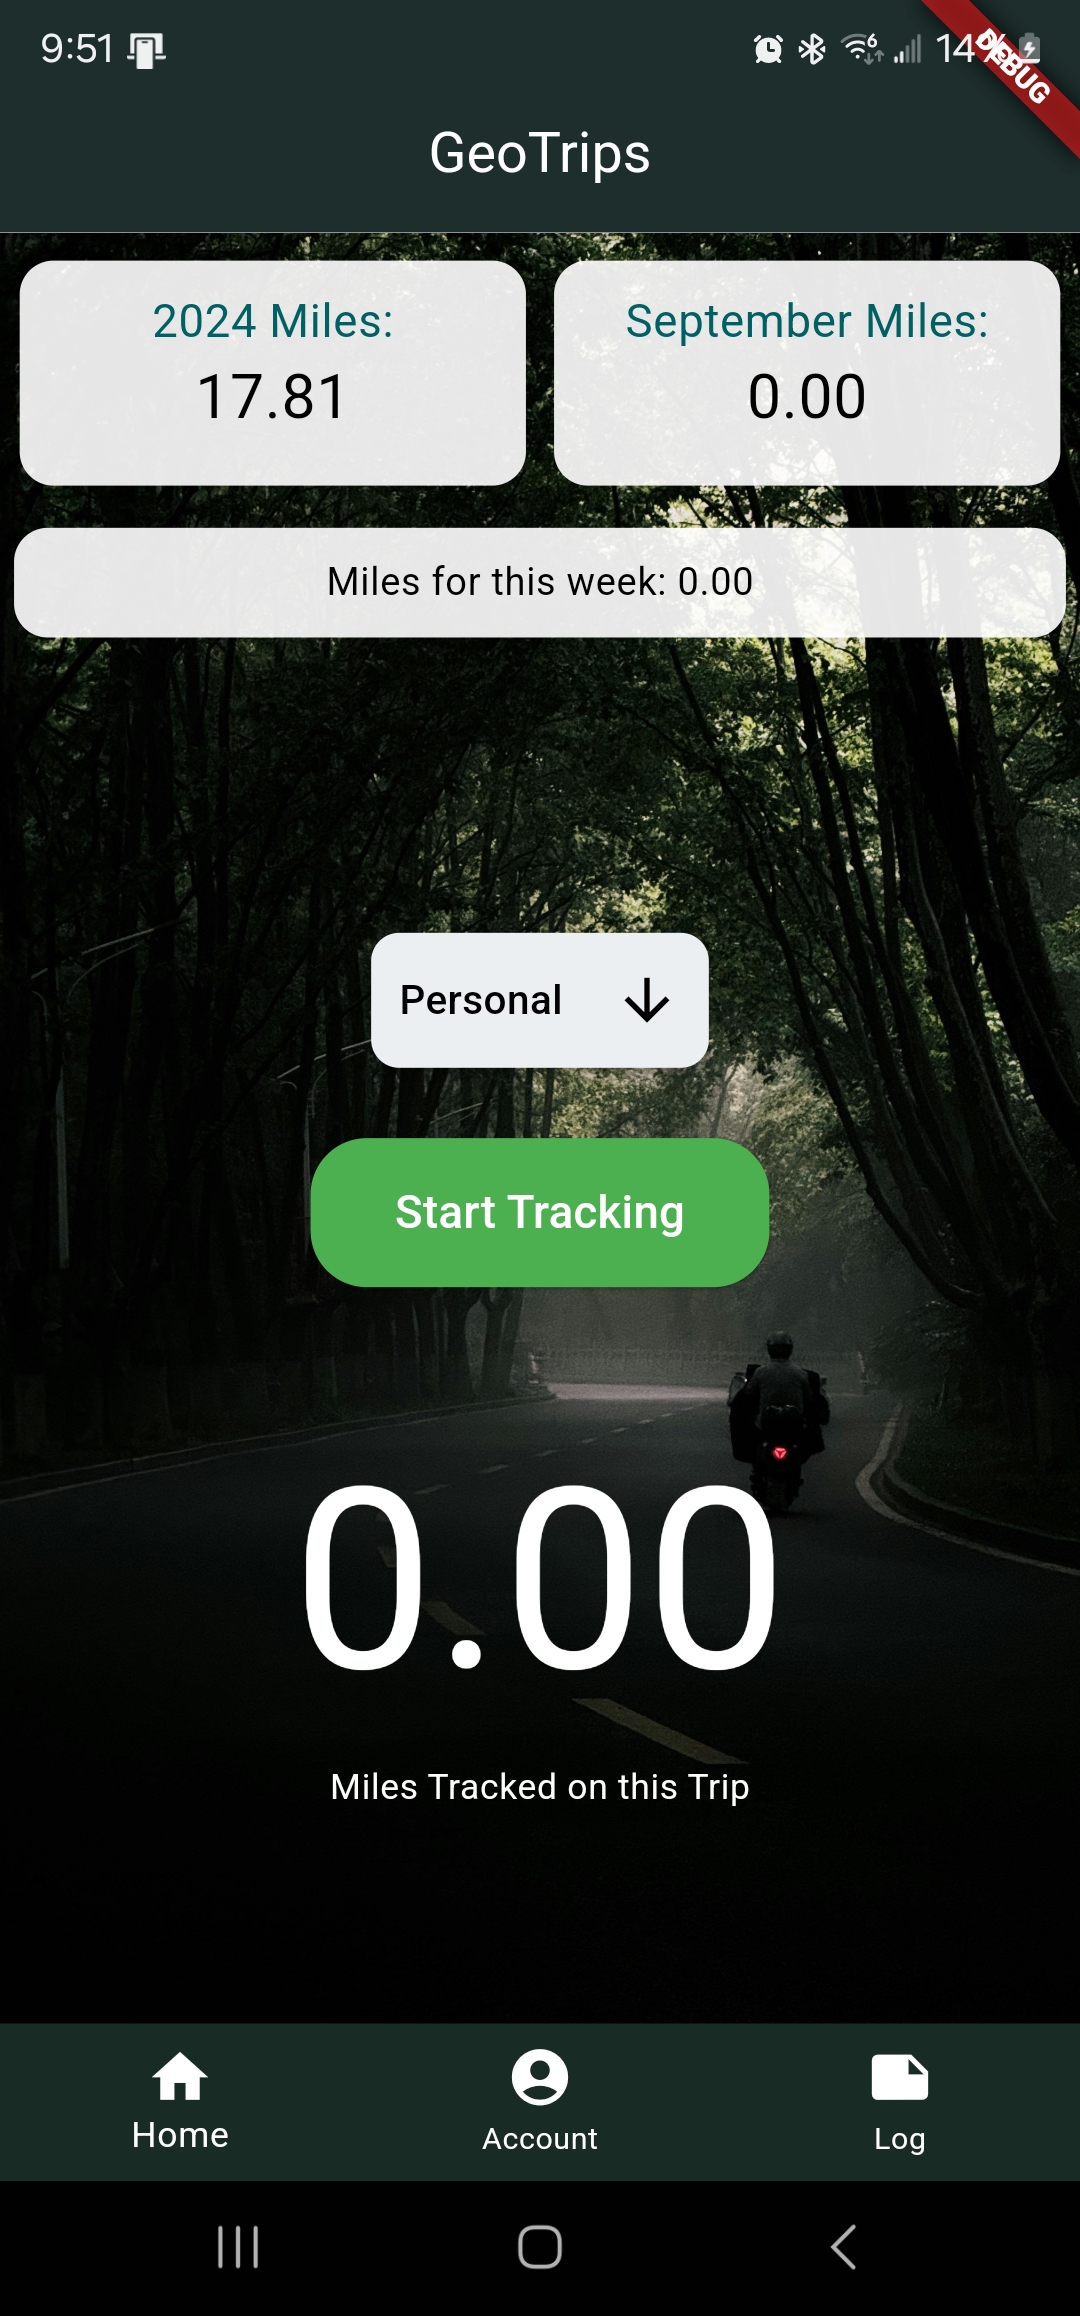 9:51
6
14%
DEBUG
GeoTrips
2024 Miles:
17.81
September Miles:
0.00
Miles for this week: 0.00
Personal
Start Tracking
0.00
Miles Tracked on this Trip
Home
Account
Log